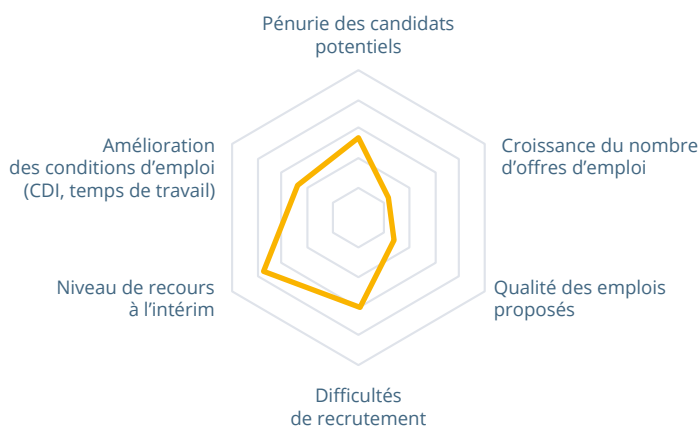 Pénurie des candidats
potentiels
Amélioration
des conditions d’emploi
(CDI, temps de travail)
Croissance du nombre
d’offres d’emploi
Niveau de recours
à l’intérim
Qualité des emplois
proposés
Difficultés
de recrutement